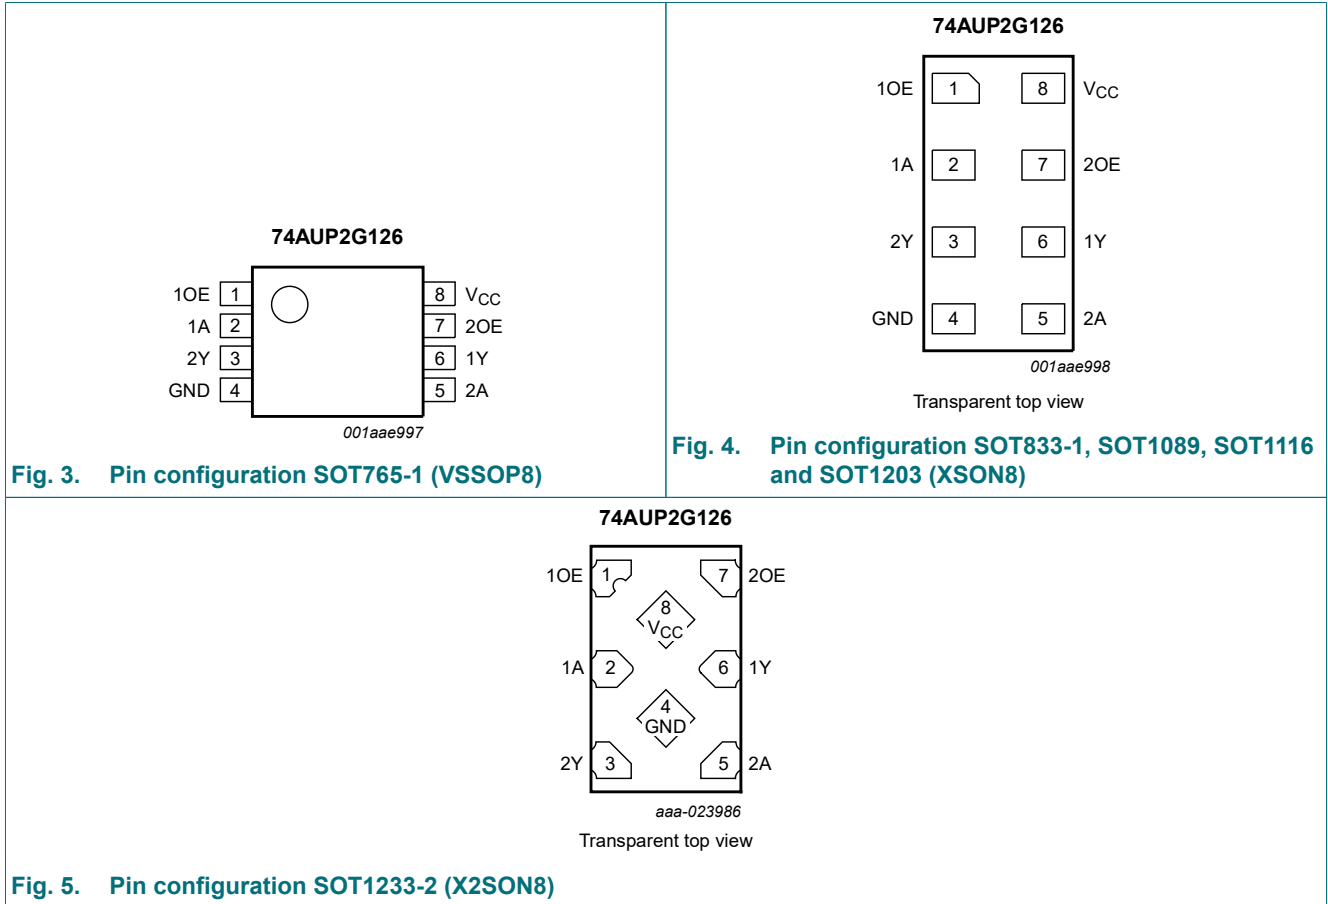 74AUP2G126
1OE 1 8 VCC
1A 2 7 2OE
2Y 3 6 1Y
GND 4 5 2A
001aae997
Fig. 3. Pin configuration SOT765-1 (VSSOP8)
74AUP2G126
1OE 1 8 VCC
1A 2 7 2OE
2Y 3 6 1Y
GND 4 5 2A
001aae998
Transparent top view
Fig. 4. Pin configuration SOT833-1, SOT1089, SOT1116
and SOT1203 (XSON8)
74AUP2G126
1OE 1 7 2OE
8
VCC
1A 2 6 1Y
4
GND
2Y 3 5 2A
aaa-023986
Transparent top view
Fig. 5. Pin configuration SOT1233-2 (X2SON8)